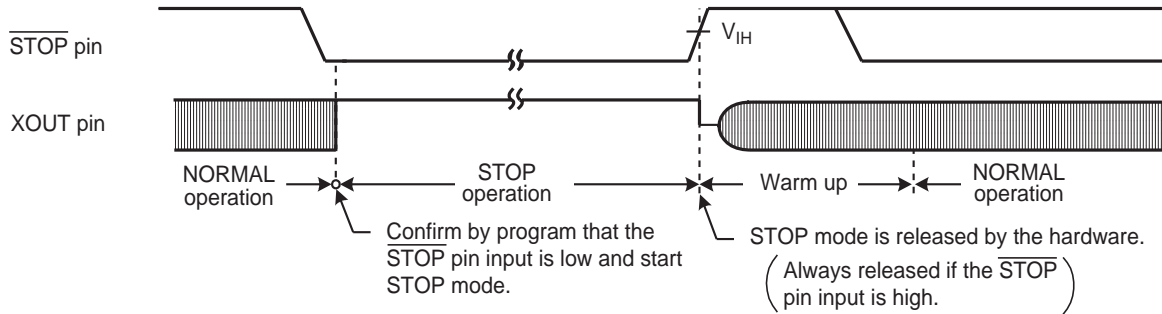 STOP pin
VIH
XOUT pin
NORMAL
operation
STOP
operation
Warm up
NORMAL
operation
Confirm by program that the
STOP pin input is low and start
STOP mode.
STOP mode is released by the hardware.
Always released if the STOP
pin input is high.